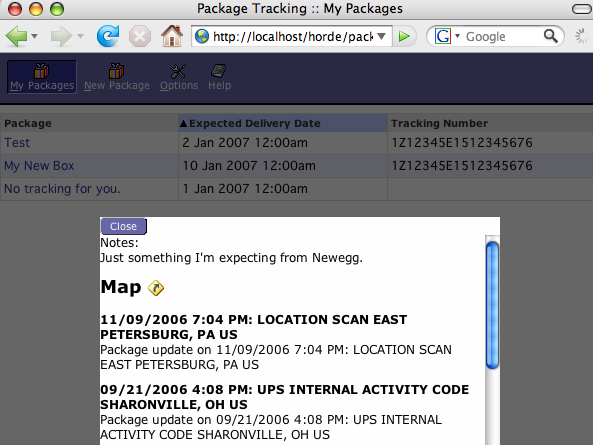 Package Tracking :: My Packages
http://localhost/horde/pack
G Google
My Packages New Package Options Help
Package Expected Delivery Date Tracking Number
Test 2 Jan 2007 12:00am 1Z12345E1512345676
My New Box 10 Jan 2007 12:00am 1Z12345E1512345676
No tracking for you. 1 Jan 2007 12:00am
Close
Notes:
Just something I'm expecting from Newegg.
Map
11/09/2006 7:04 PM: LOCATION SCAN EAST
PETERSBURG, PA US
Package update on 11/09/2006 7:04 PM: LOCATION SCAN
EAST PETERSBURG, PA US
09/21/2006 4:08 PM: UPS INTERNAL ACTIVITY CODE
SHARONVILLE, OH US
Package update on 09/21/2006 4:08 PM: UPS INTERNAL
ACTIVITY CODE SHARONVILLE, OH US